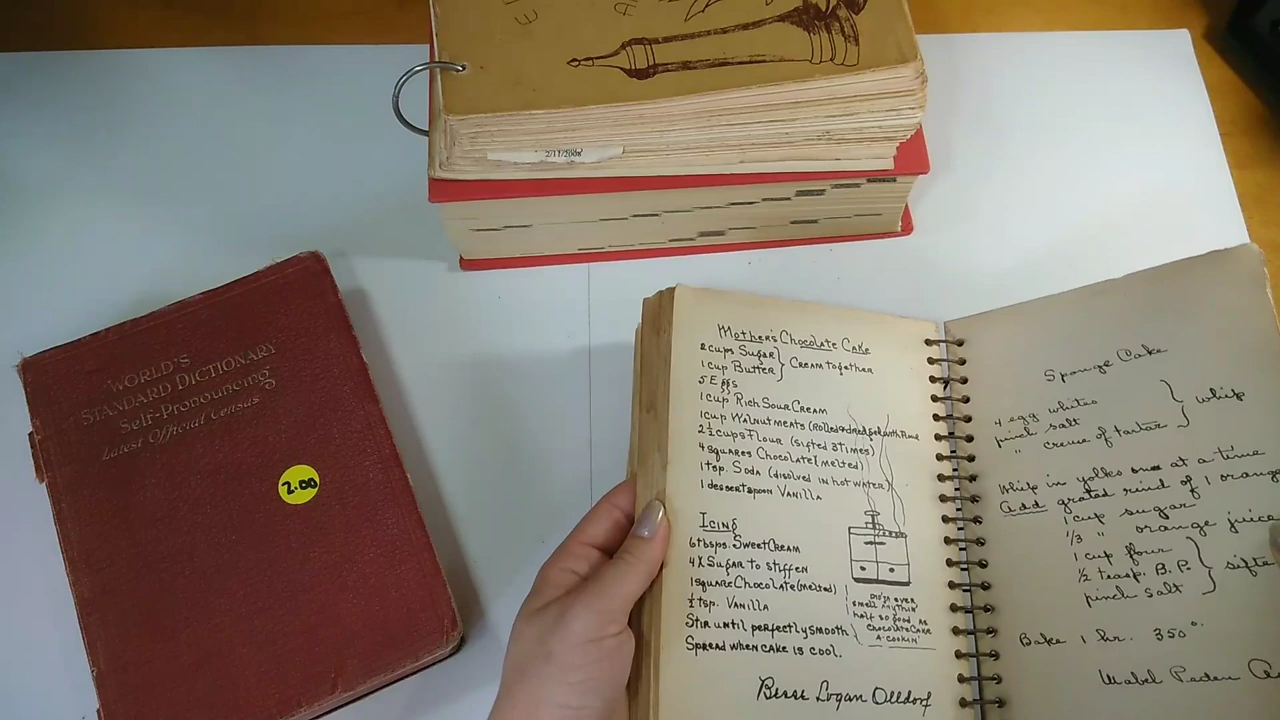 2/11/2008
WORLD'S
STANDARD DICTIONARY
Self-Pronouncing
Latest Official Census
2.00
Mother's Chocolate Cake
2 cups Sugar
1 cup Butter
Cream together
5 Eggs
1 cup Rich Sour Cream
1 cup Walnut meats (Rolled
2½ cups Flour (sifted 3 times)
4 squares Chocolate (melted)
1 tsp. Soda (disolved in hot water)
1 dessertspoon Vanilla
Icing
6 tbsps. Sweet Cream
4X Sugar to stiffen
1 square Chocolate (melted)
½ tsp. Vanilla
Stir until perfectly smooth
Spread when cake is cool.
Did'ja ever
smell anythin'
half so good as
Chocolate Cake
a-cookin'
Besse Logan
Sponge Cake
4 egg whites
pinch salt
" creme of tartar
whip
Whip in yolks one at a time
Add grated rind of 1 orange
1 cup sugar
⅓ " orange juice
1 cup flour
½ teasp. B.P.
pinch salt
sifte
Bake 1 hr. 350°.
Mabel Peden